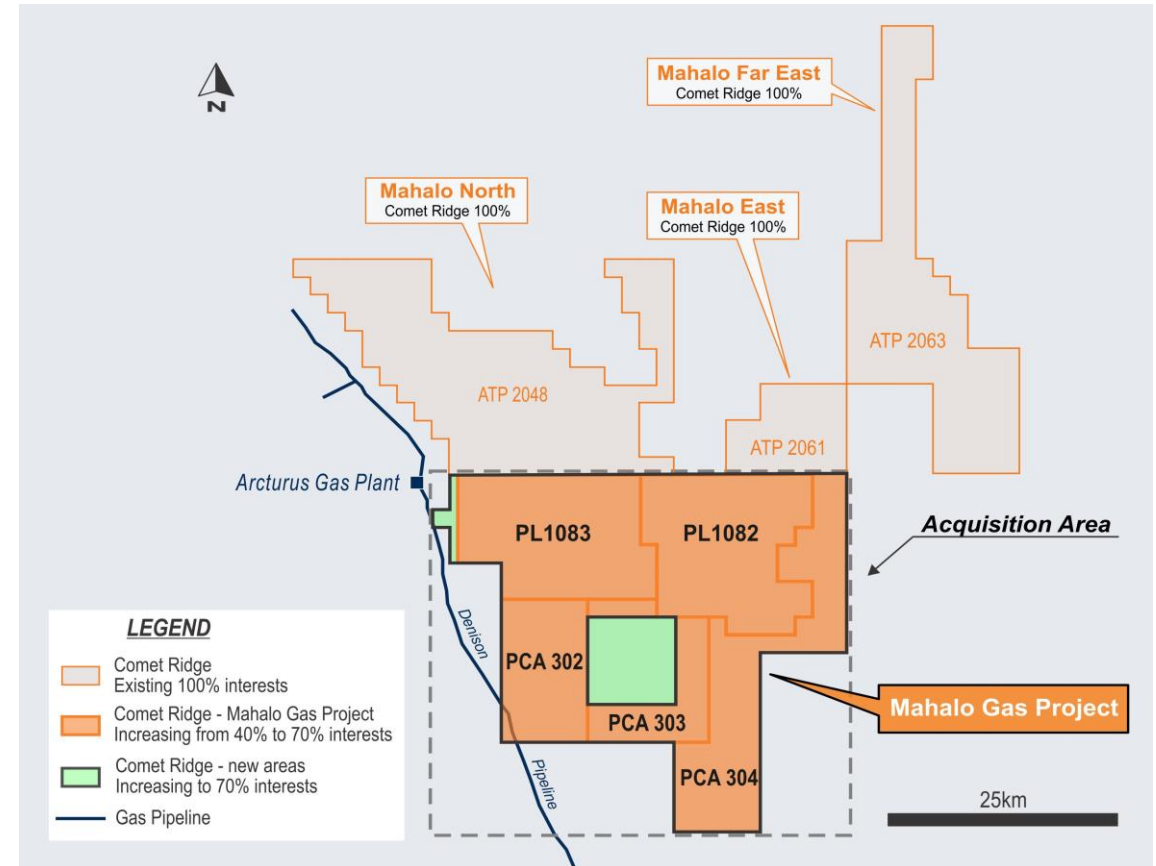 Mahalo Far East
Comet Ridge 100%
N
Mahalo North
Comet Ridge 100%
Mahalo East
Comet Ridge 100%
ATP 2063
ATP 2048
ATP 2061
Arcturus Gas Plant
Acquisition Area
PL1083
PL1082
Denison
Pipeline
PCA 302
PCA 303
PCA 304
Mahalo Gas Project
25km
LEGEND
Comet Ridge
Existing 100% interests
Comet Ridge - Mahalo Gas Project
Increasing from 40% to 70% interests
Comet Ridge - new areas
Increasing to 70% interests
Gas Pipeline